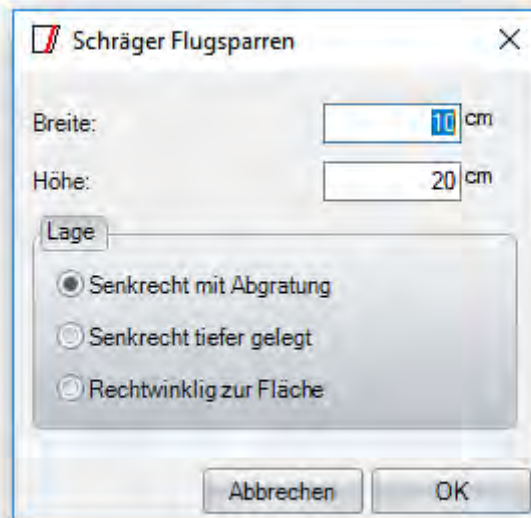 Schräger Flugsparren
Breite: 10 cm
Höhe: 20 cm
Lage
Senkrecht mit Abgratung
Senkrecht tiefer gelegt
Rechtwinklig zur Fläche
Abbrechen OK